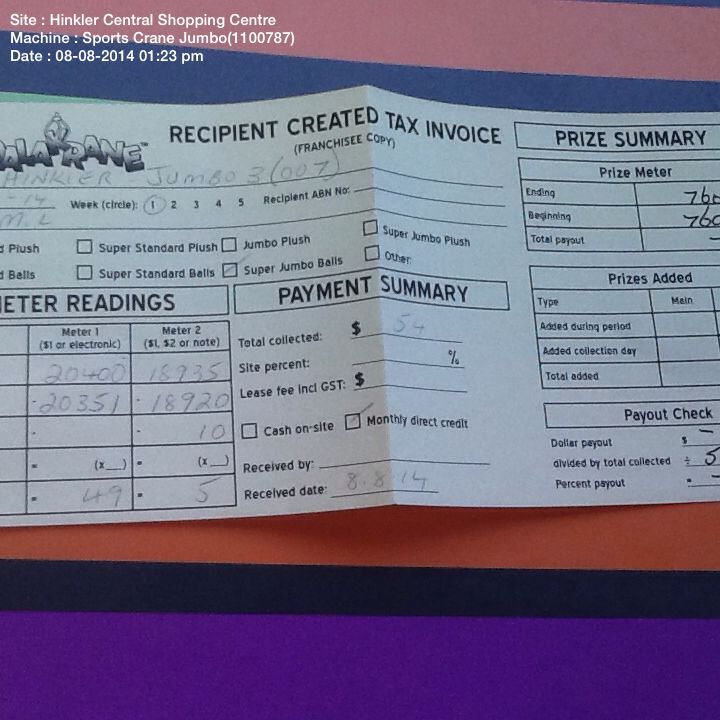 Site : Hinkler Central Shopping Centre
Machine : Sports Crane Jumbo(1100787)
Date : 08-08-2014 01:23 pm
RECIPIENT CREATED TAX INVOICE
(FRANCHISEE COPY)
HINKLER JUMBO 3 (007)
Week (circle): 1 2 3 4 5 Recipient ABN No:
M.L
Plush Super Standard Plush Jumbo Plush Super Jumbo Plush
Balls Super Standard Balls Super Jumbo Balls Other:
METER READINGS
Meter 1 ($1 or electronic) Meter 2 ($1, $2 or note)
20400 18935
-20351 -18920
- 10
= (x__) = (x__)
= 49 = 5
PAYMENT SUMMARY
Total collected: $ 54
Site percent: %
Lease fee incl GST: $
Cash on-site Monthly direct credit
Received by:
Received date: 8.8.14
PRIZE SUMMARY
Prize Meter
Ending 760
Beginning 760
Total payout -
Prizes Added
Type Main
Added during period
Added collection day
Total added
Payout Check
Dollar payout $ -
divided by total collected ÷ 5
Percent payout = -